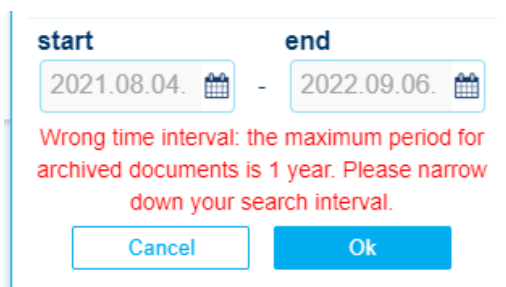 start end
2021.08.04. - 2022.09.06.
Wrong time interval: the maximum period for
archived documents is 1 year. Please narrow
down your search interval.
Cancel Ok